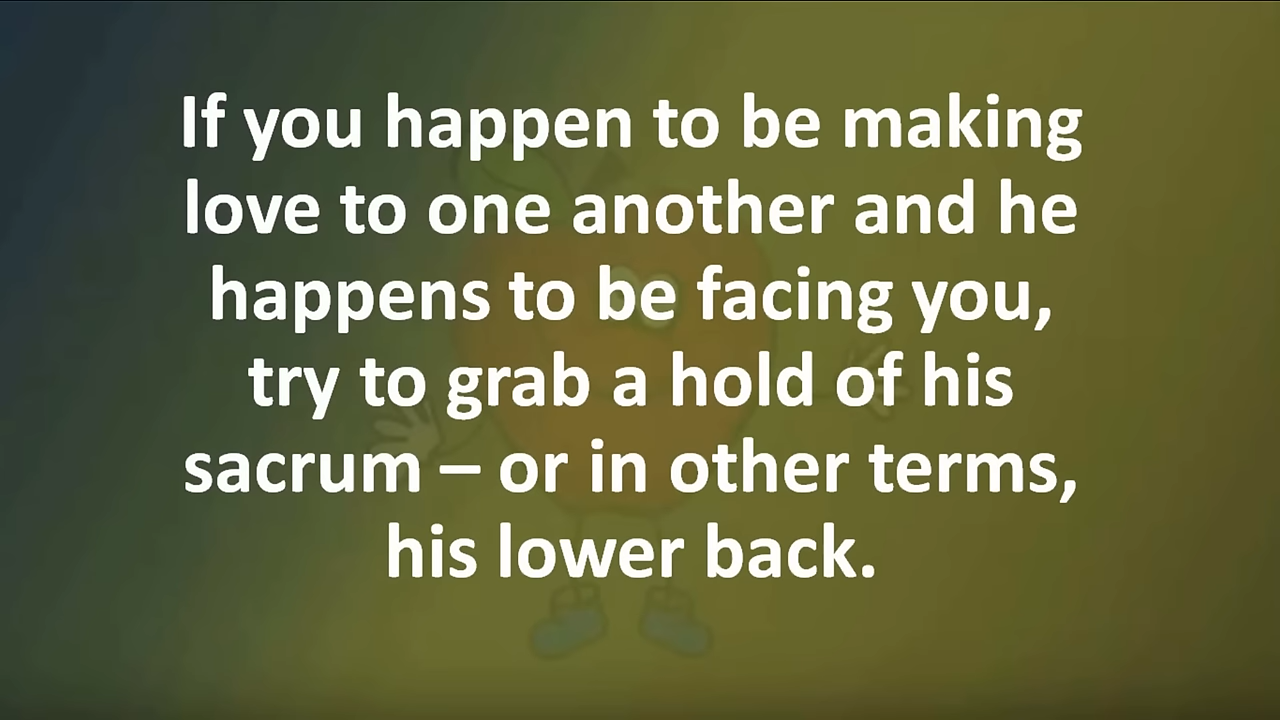 If you happen to be making
love to one another and he
happens to be facing you,
try to grab a hold of his
sacrum – or in other terms,
his lower back.